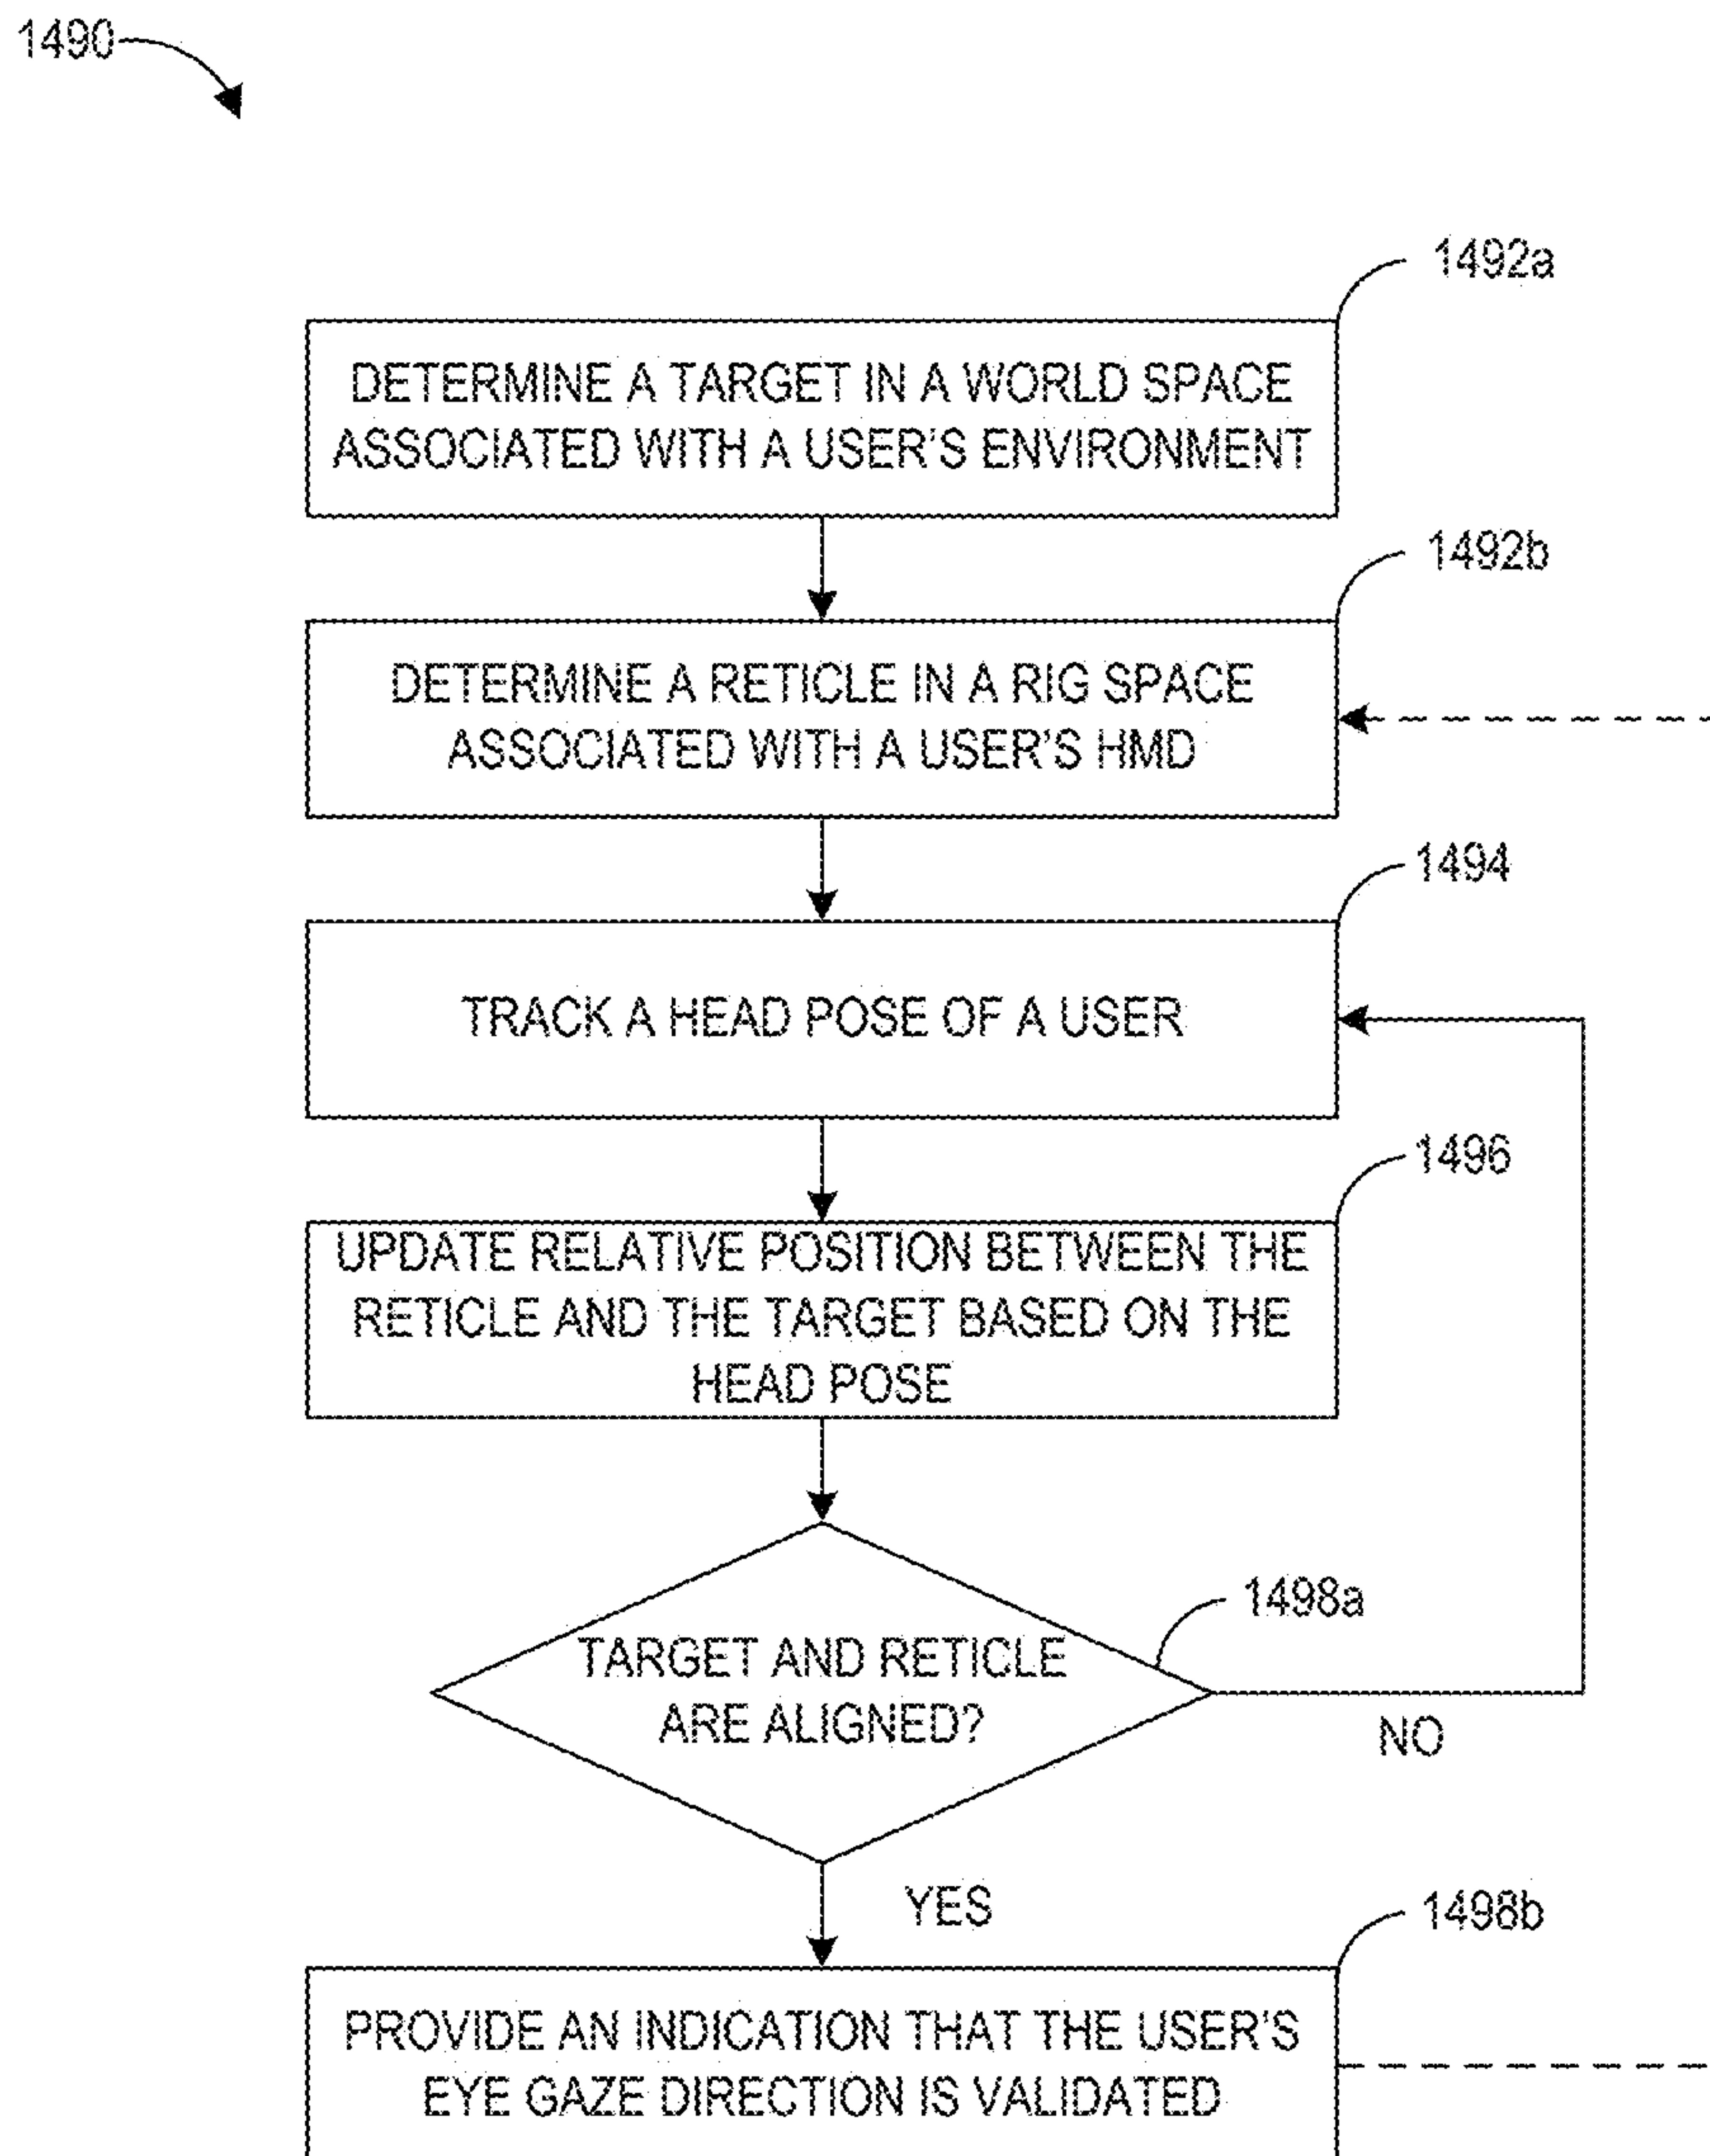 1490
1492a
DETERMINE A TARGET IN A WORLD SPACE
ASSOCIATED WITH A USER'S ENVIRONMENT
1492b
DETERMINE A RETICLE IN A RIG SPACE
ASSOCIATED WITH A USER'S HMD
1494
TRACK A HEAD POSE OF A USER
1496
UPDATE RELATIVE POSITION BETWEEN THE
RETICLE AND THE TARGET BASED ON THE
HEAD POSE
1498a
TARGET AND RETICLE
ARE ALIGNED?
NO
YES
1498b
PROVIDE AN INDICATION THAT THE USER'S
EYE GAZE DIRECTION IS VALIDATED